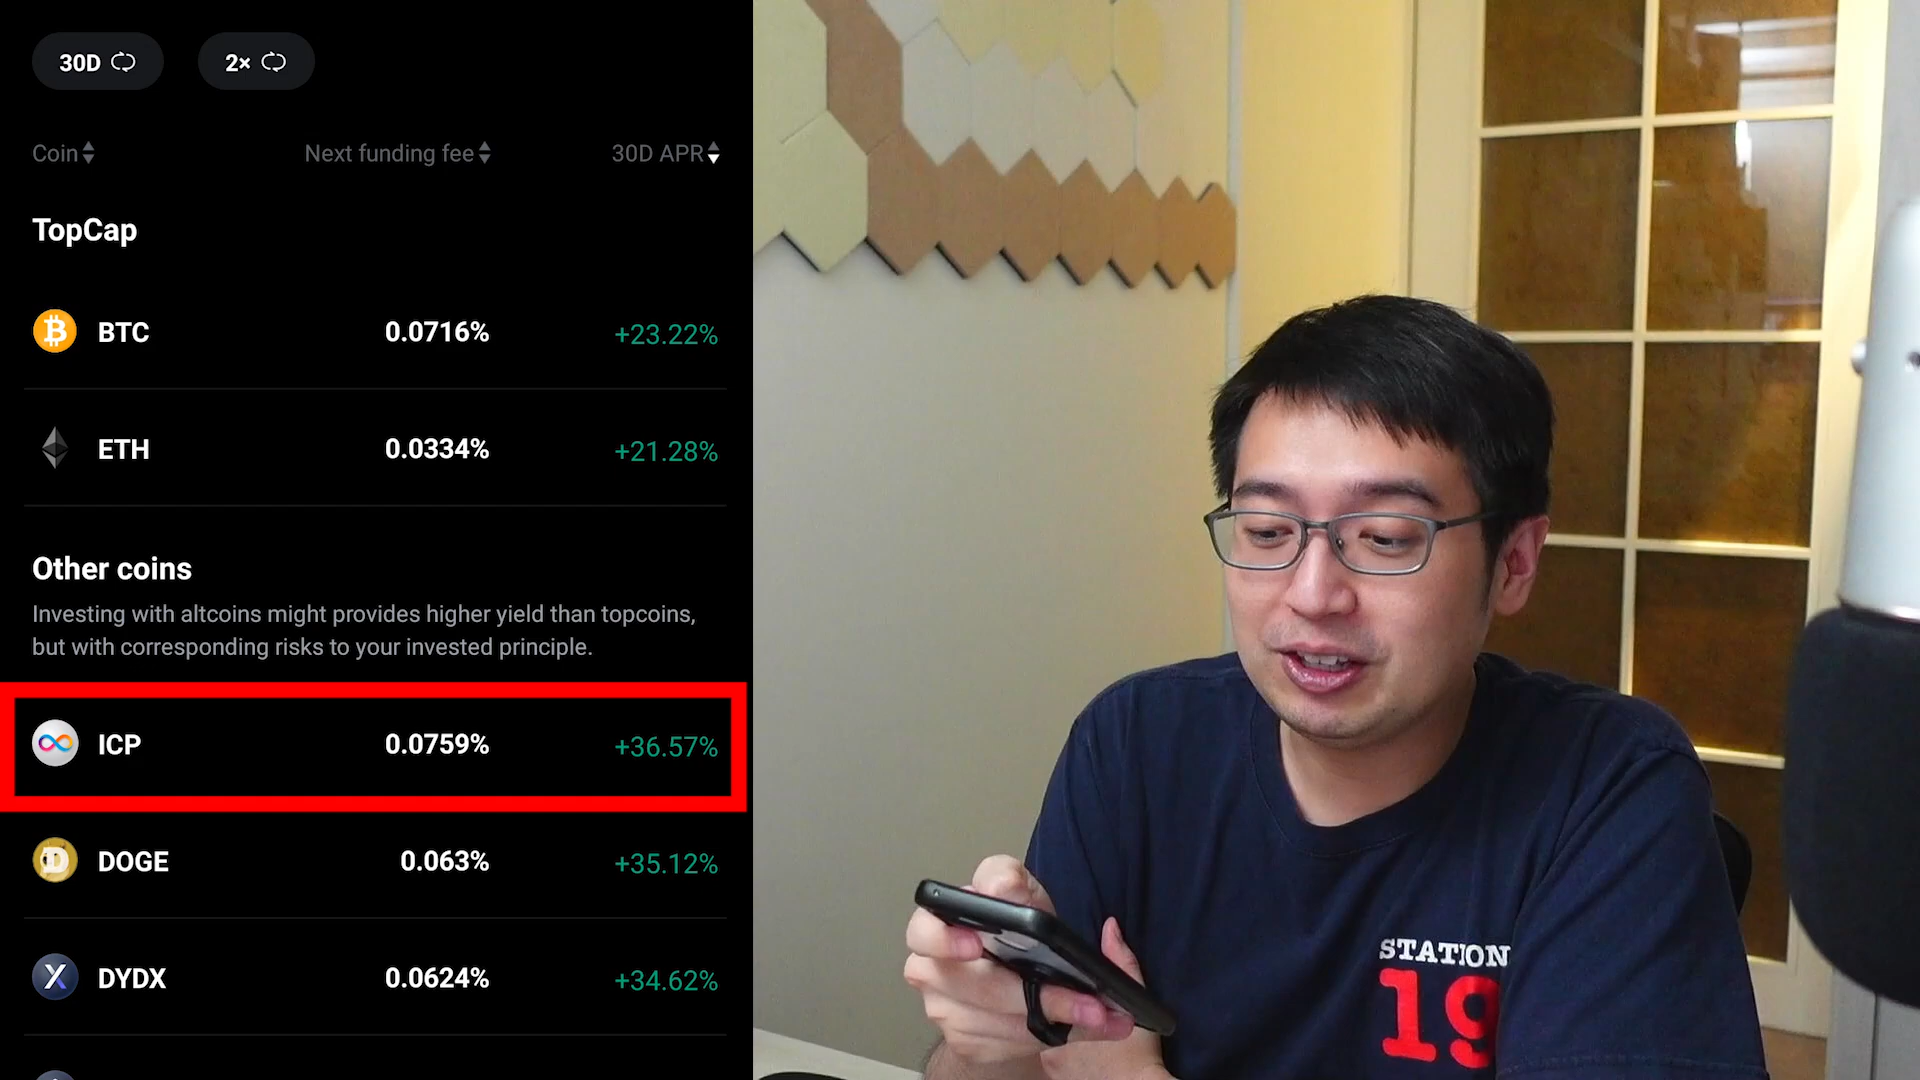 30D 2×
Coin Next funding fee 30D APR
TopCap
BTC 0.0716% +23.22%
ETH 0.0334% +21.28%
Other coins
Investing with altcoins might provides higher yield than topcoins,
but with corresponding risks to your invested principle.
ICP 0.0759% +36.57%
DOGE 0.063% +35.12%
DYDX 0.0624% +34.62%
STATION
19